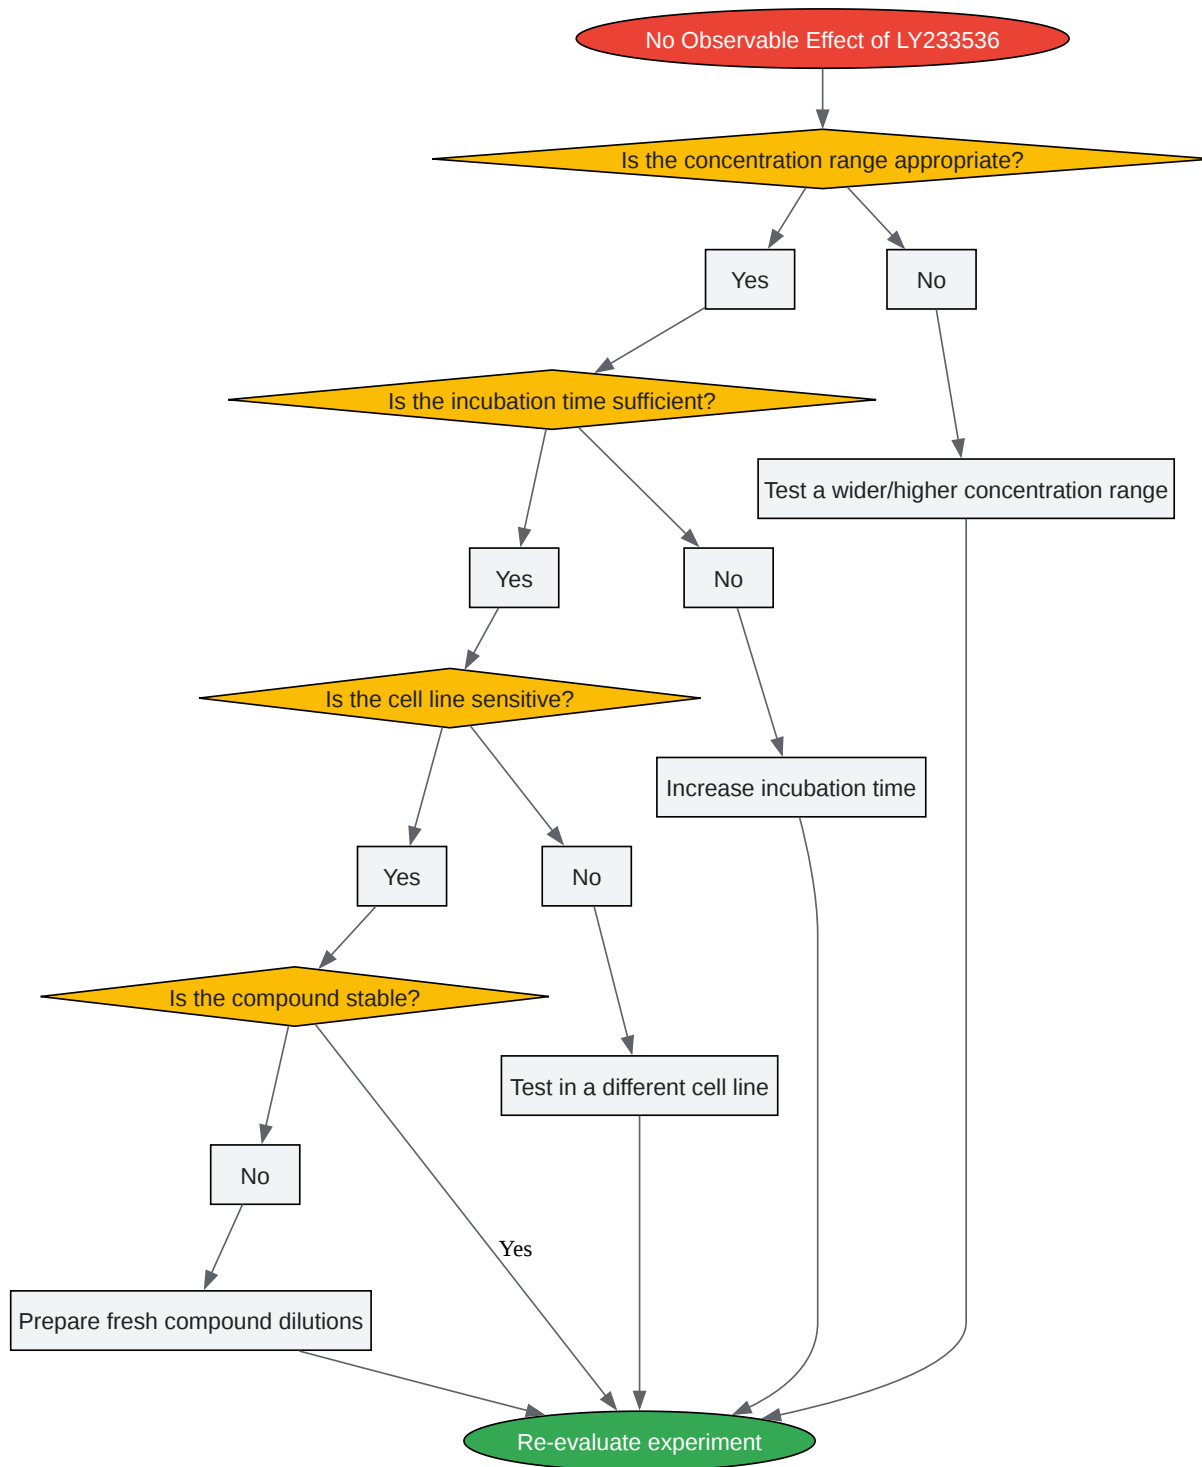 No Observable Effect of LY233536
Is the concentration range appropriate?
Yes
No
Is the incubation time sufficient?
Test a wider/higher concentration range
Yes
No
Is the cell line sensitive?
Increase incubation time
Yes
No
Is the compound stable?
Test in a different cell line
No
Yes
Prepare fresh compound dilutions
Re-evaluate experiment